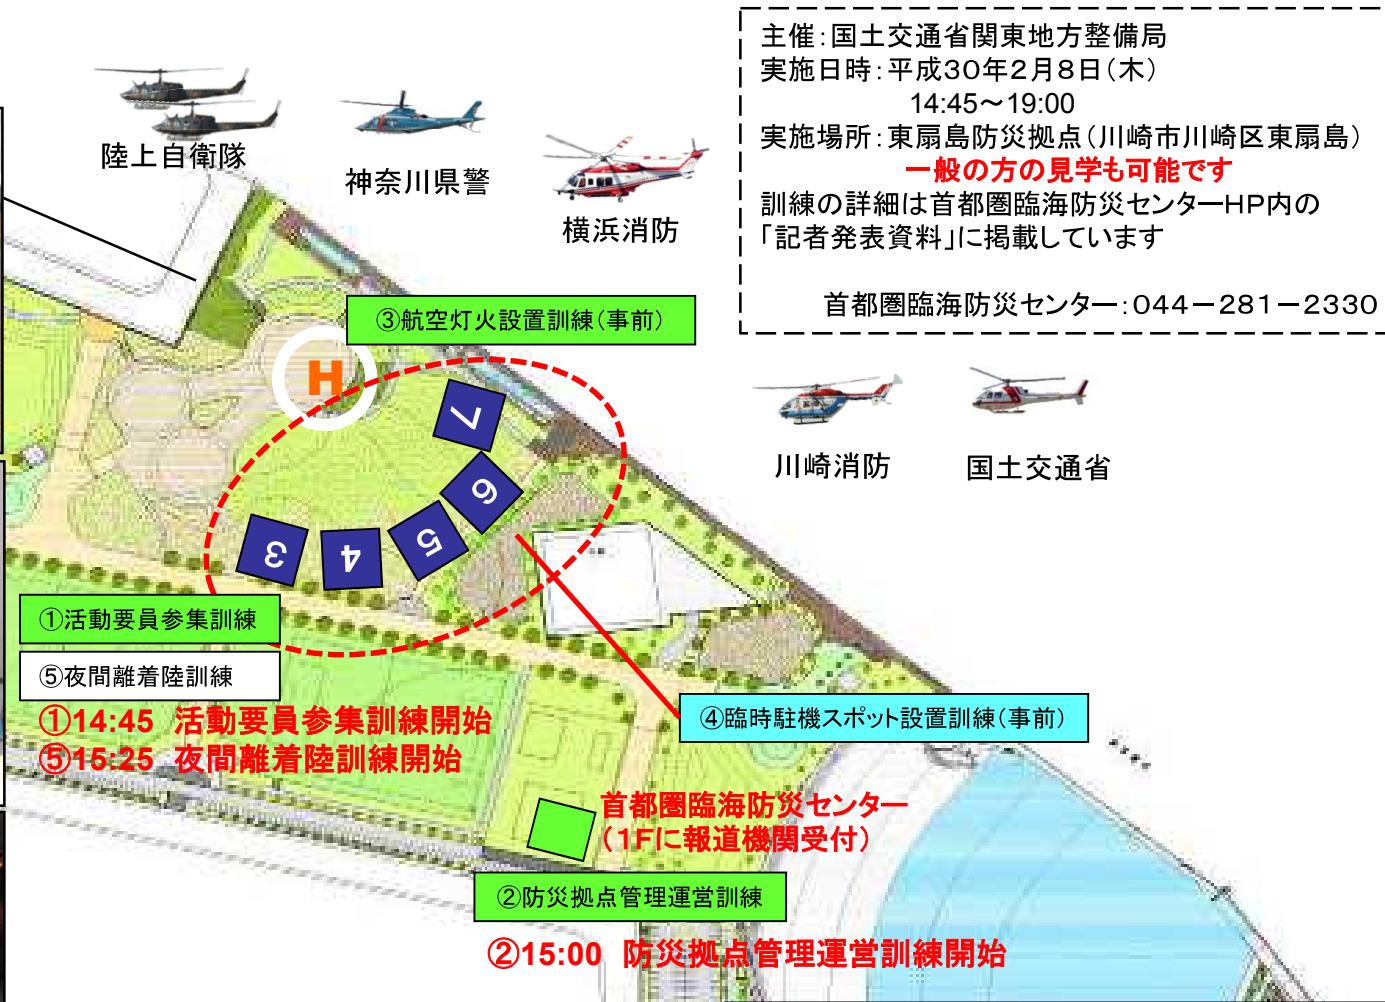 主催:国土交通省関東地方整備局
実施日時:平成30年2月8日(木)
14:45～19:00
実施場所:東扇島防災拠点(川崎市川崎区東扇島)
一般の方の見学も可能です
訓練の詳細は首都圏臨海防災センターHP内の
「記者発表資料」に掲載しています
首都圏臨海防災センター:044－281－2330
陸上自衛隊
神奈川県警
横浜消防
川崎消防
国土交通省
③航空灯火設置訓練(事前)
H
7
6
5
4
3
①活動要員参集訓練
⑤夜間離着陸訓練
①14:45 活動要員参集訓練開始
⑤15:25 夜間離着陸訓練開始
④臨時駐機スポット設置訓練(事前)
首都圏臨海防災センター
(1Fに報道機関受付)
②防災拠点管理運営訓練
②15:00 防災拠点管理運営訓練開始